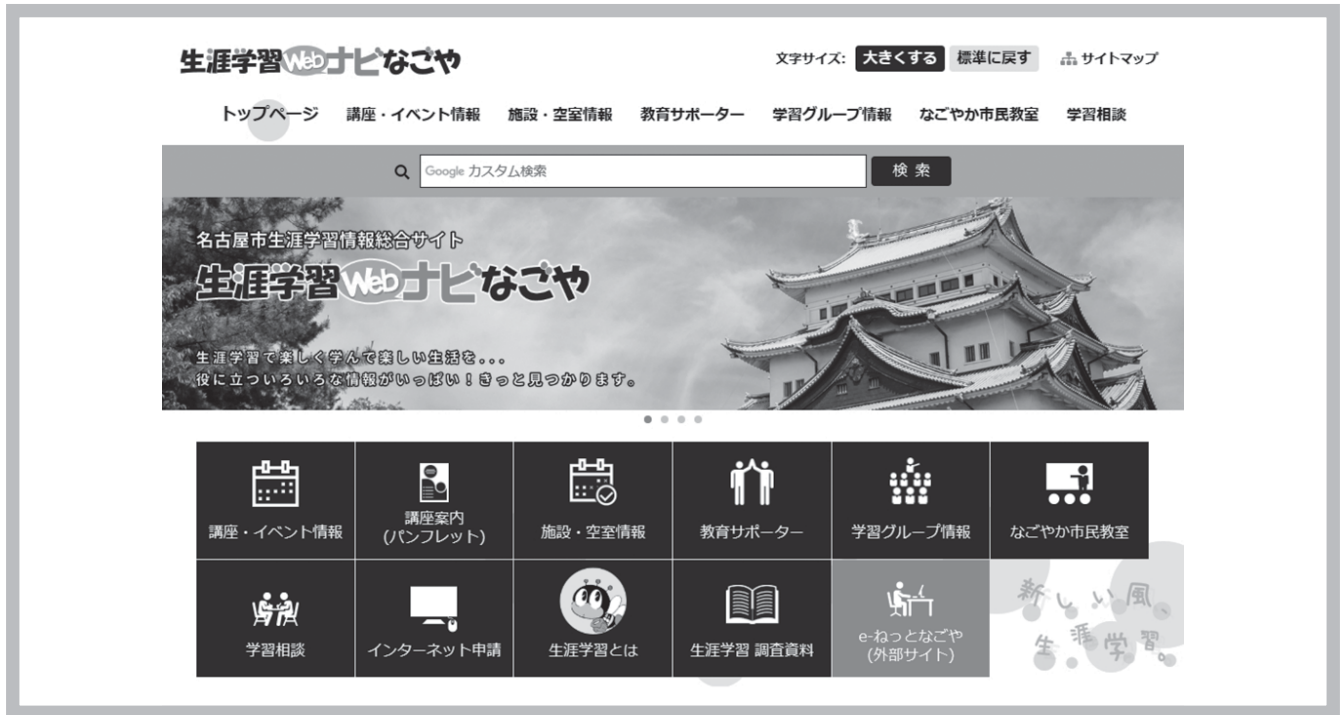 生涯学習Webナビなごや
文字サイズ: 大きくする 標準に戻す サイトマップ
トップページ 講座・イベント情報 施設・空室情報 教育サポーター 学習グループ情報 なごやか市民教室 学習相談
Google カスタム検索 検索
名古屋市生涯学習情報総合サイト
生涯学習Webナビなごや
生涯学習で楽しく学んで楽しい生活を...
役に立ついろいろな情報がいっぱい！きっと見つかります。
講座・イベント情報
講座案内
(パンフレット)
施設・空室情報
教育サポーター
学習グループ情報
なごやか市民教室
学習相談
インターネット申請
生涯学習とは
生涯学習 調査資料
e-ねっとなごや
(外部サイト)
新しい風、
生涯学習。